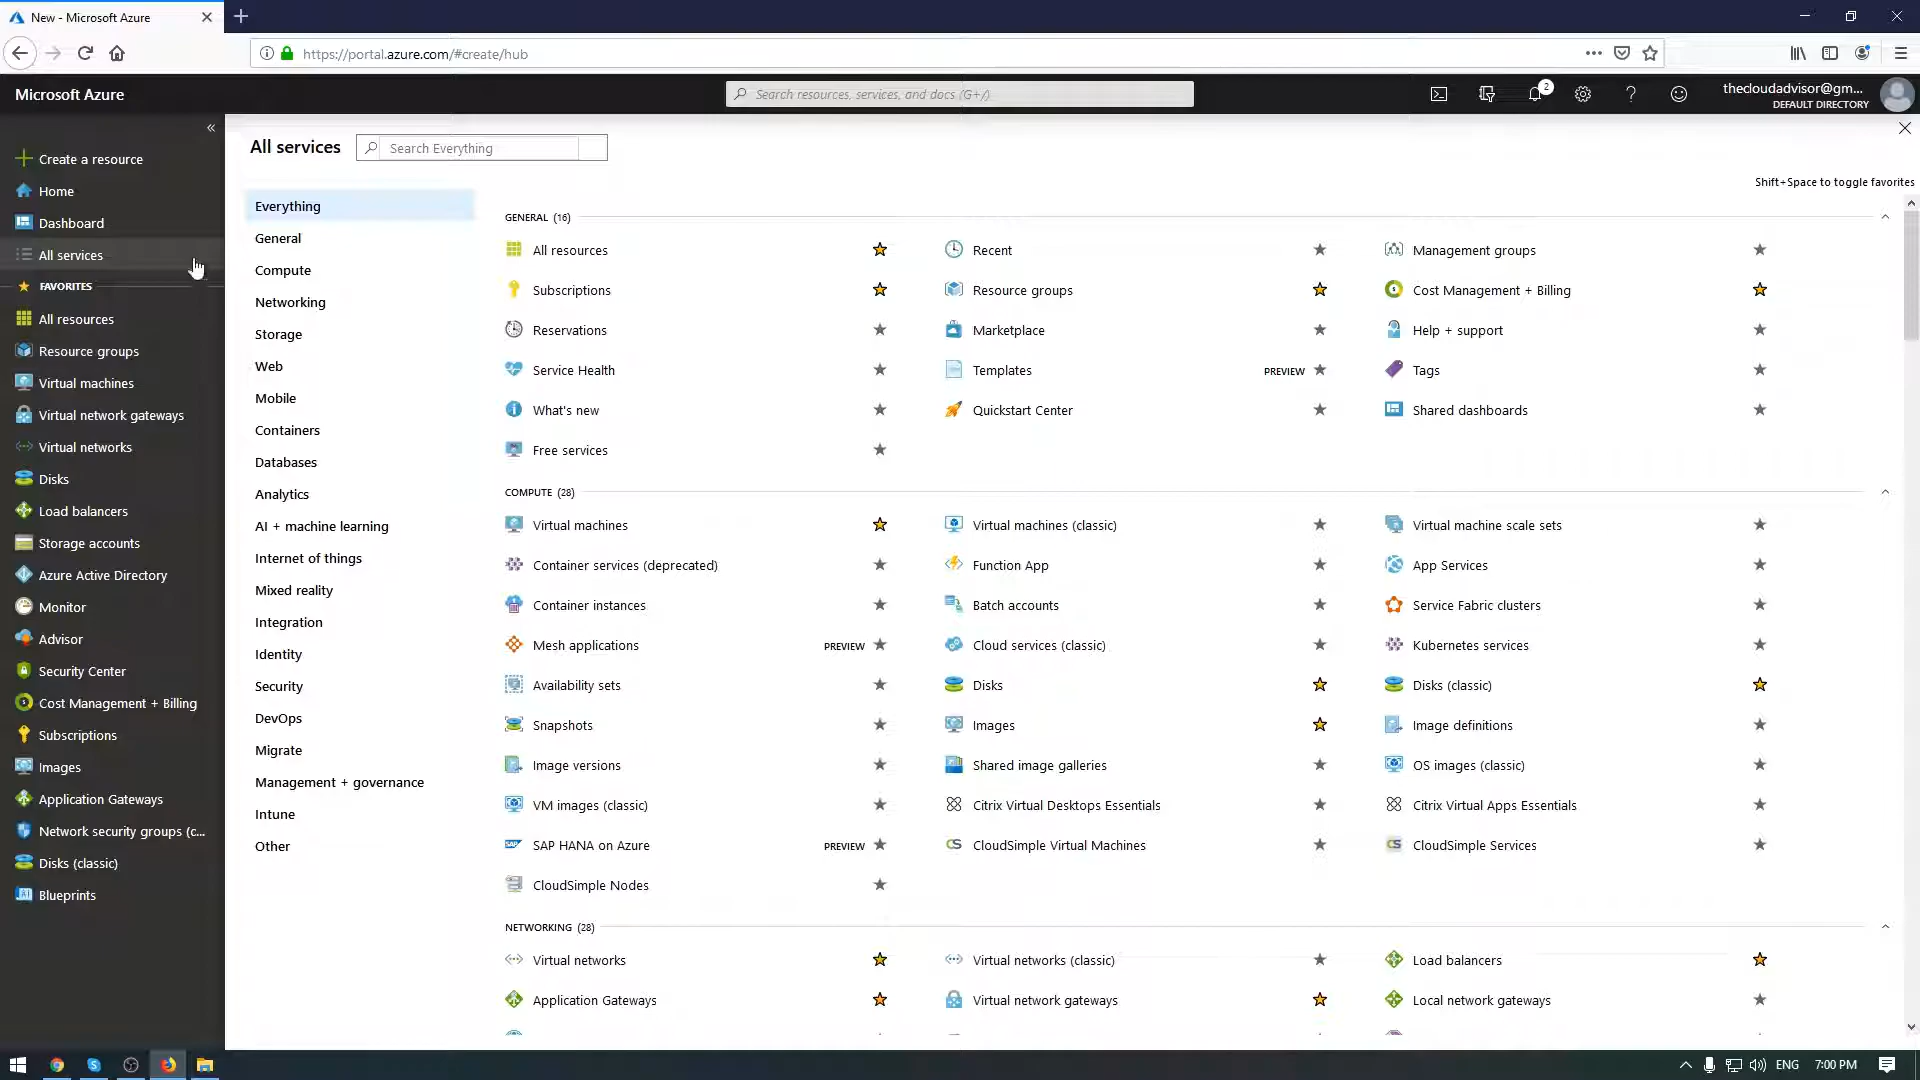 New - Microsoft Azure
https://portal.azure.com/#create/hub
Microsoft Azure
Search resources, services, and docs (G+/)
2
thecloudadvisor@gm...
DEFAULT DIRECTORY
Create a resource
Home
Dashboard
All services
FAVORITES
All resources
Resource groups
Virtual machines
Virtual network gateways
Virtual networks
Disks
Load balancers
Storage accounts
Azure Active Directory
Monitor
Advisor
Security Center
Cost Management + Billing
Subscriptions
Images
Application Gateways
Network security groups (c...
Disks (classic)
Blueprints
All services
Search Everything
Shift+Space to toggle favorites
Everything
General
Compute
Networking
Storage
Web
Mobile
Containers
Databases
Analytics
AI + machine learning
Internet of things
Mixed reality
Integration
Identity
Security
DevOps
Migrate
Management + governance
Intune
Other
GENERAL (16)
All resources
Recent
Management groups
Subscriptions
Resource groups
Cost Management + Billing
Reservations
Marketplace
Help + support
Service Health
Templates PREVIEW
Tags
What's new
Quickstart Center
Shared dashboards
Free services
COMPUTE (28)
Virtual machines
Virtual machines (classic)
Virtual machine scale sets
Container services (deprecated)
Function App
App Services
Container instances
Batch accounts
Service Fabric clusters
Mesh applications PREVIEW
Cloud services (classic)
Kubernetes services
Availability sets
Disks
Disks (classic)
Snapshots
Images
Image definitions
Image versions
Shared image galleries
OS images (classic)
VM images (classic)
Citrix Virtual Desktops Essentials
Citrix Virtual Apps Essentials
SAP HANA on Azure PREVIEW
CloudSimple Virtual Machines
CloudSimple Services
CloudSimple Nodes
NETWORKING (28)
Virtual networks
Virtual networks (classic)
Load balancers
Application Gateways
Virtual network gateways
Local network gateways
ENG
7:00 PM